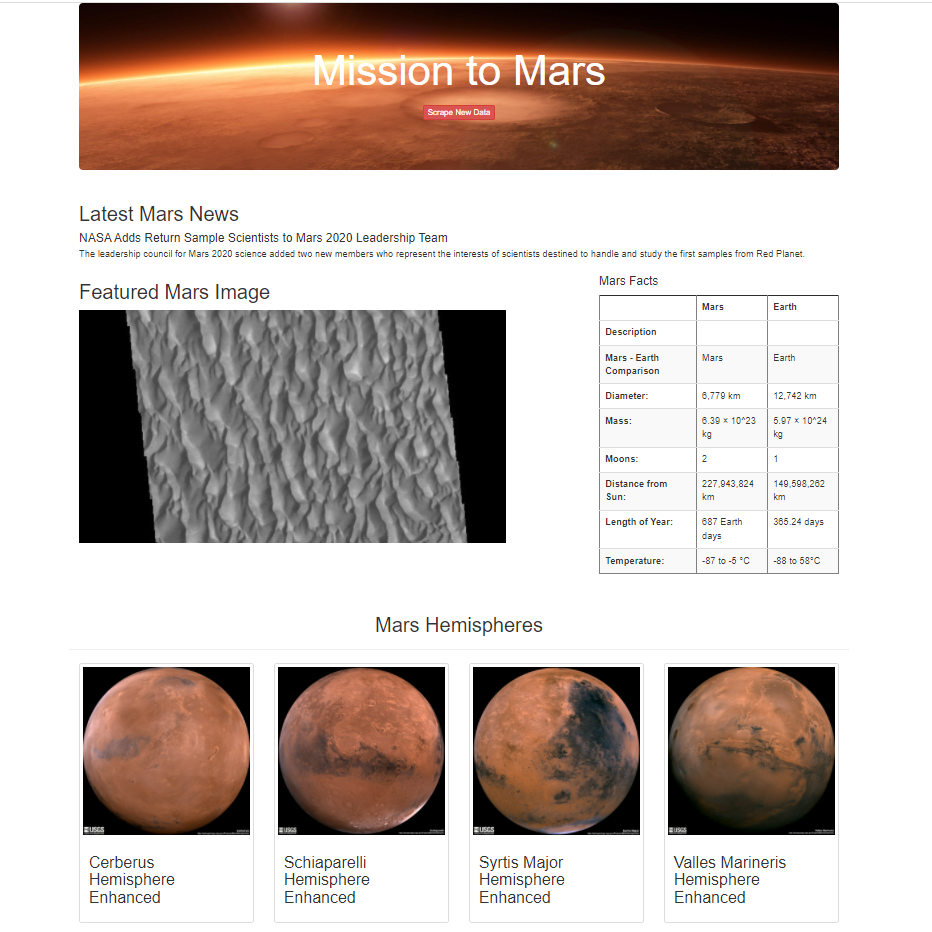 Mission to Mars
Scrape New Data
Latest Mars News
NASA Adds Return Sample Scientists to Mars 2020 Leadership Team
The leadership council for Mars 2020 science added two new members who represent the interests of scientists destined to handle and study the first samples from Red Planet.
Featured Mars Image
Mars Facts
Mars Earth
Description
Mars - Earth Mars Earth
Comparison
Diameter: 6,779 km 12,742 km
Mass: 6.39 × 10^23 5.97 × 10^24
kg kg
Moons: 2 1
Distance from 227,943,824 149,598,262
Sun: km km
Length of Year: 687 Earth 365.24 days
days
Temperature: -87 to -5 °C -88 to 58°C
Mars Hemispheres
USGS
USGS
USGS
USGS
Cerberus
Hemisphere
Enhanced
Schiaparelli
Hemisphere
Enhanced
Syrtis Major
Hemisphere
Enhanced
Valles Marineris
Hemisphere
Enhanced